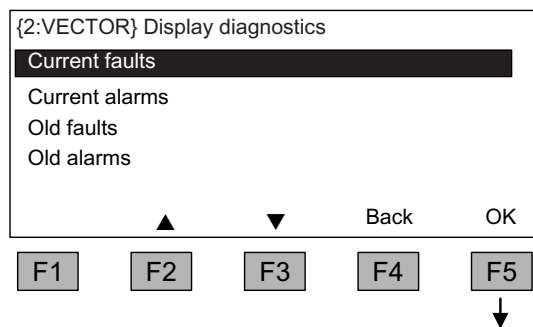 {2:VECTOR} Display diagnostics
Current faults
Current alarms
Old faults
Old alarms
▲ ▼ Back OK
F1 F2 F3 F4 F5